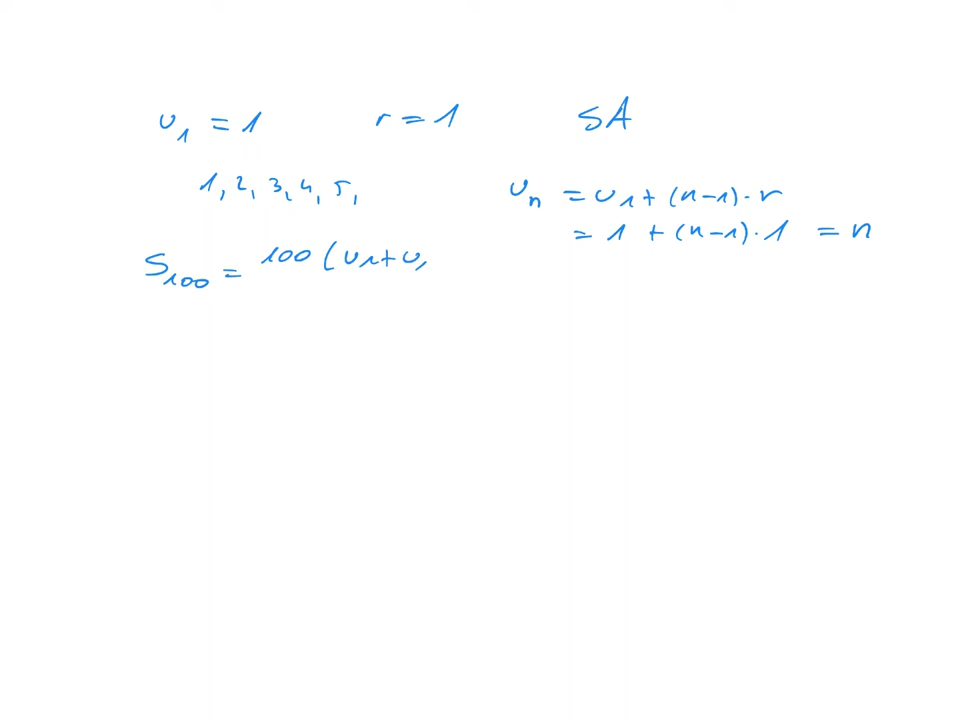 u₁ = 1 r = 1 SA
1, 2, 3, 4, 5,
uₙ = u₁ + (n-1)·r
= 1 + (n-1)·1 = n
S₁₀₀ = 100 (u₁+u,